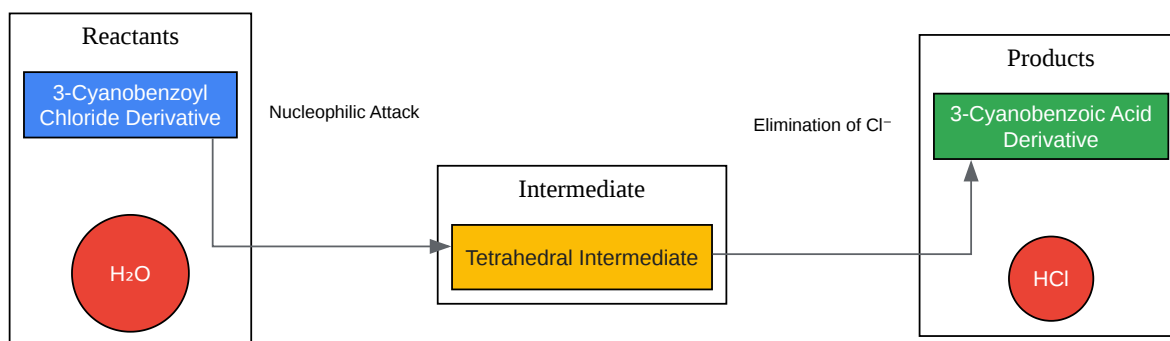 Reactants
3-Cyanobenzoyl
Chloride Derivative
H₂O
Nucleophilic Attack
Intermediate
Tetrahedral Intermediate
Elimination of Cl⁻
Products
3-Cyanobenzoic Acid
Derivative
HCl